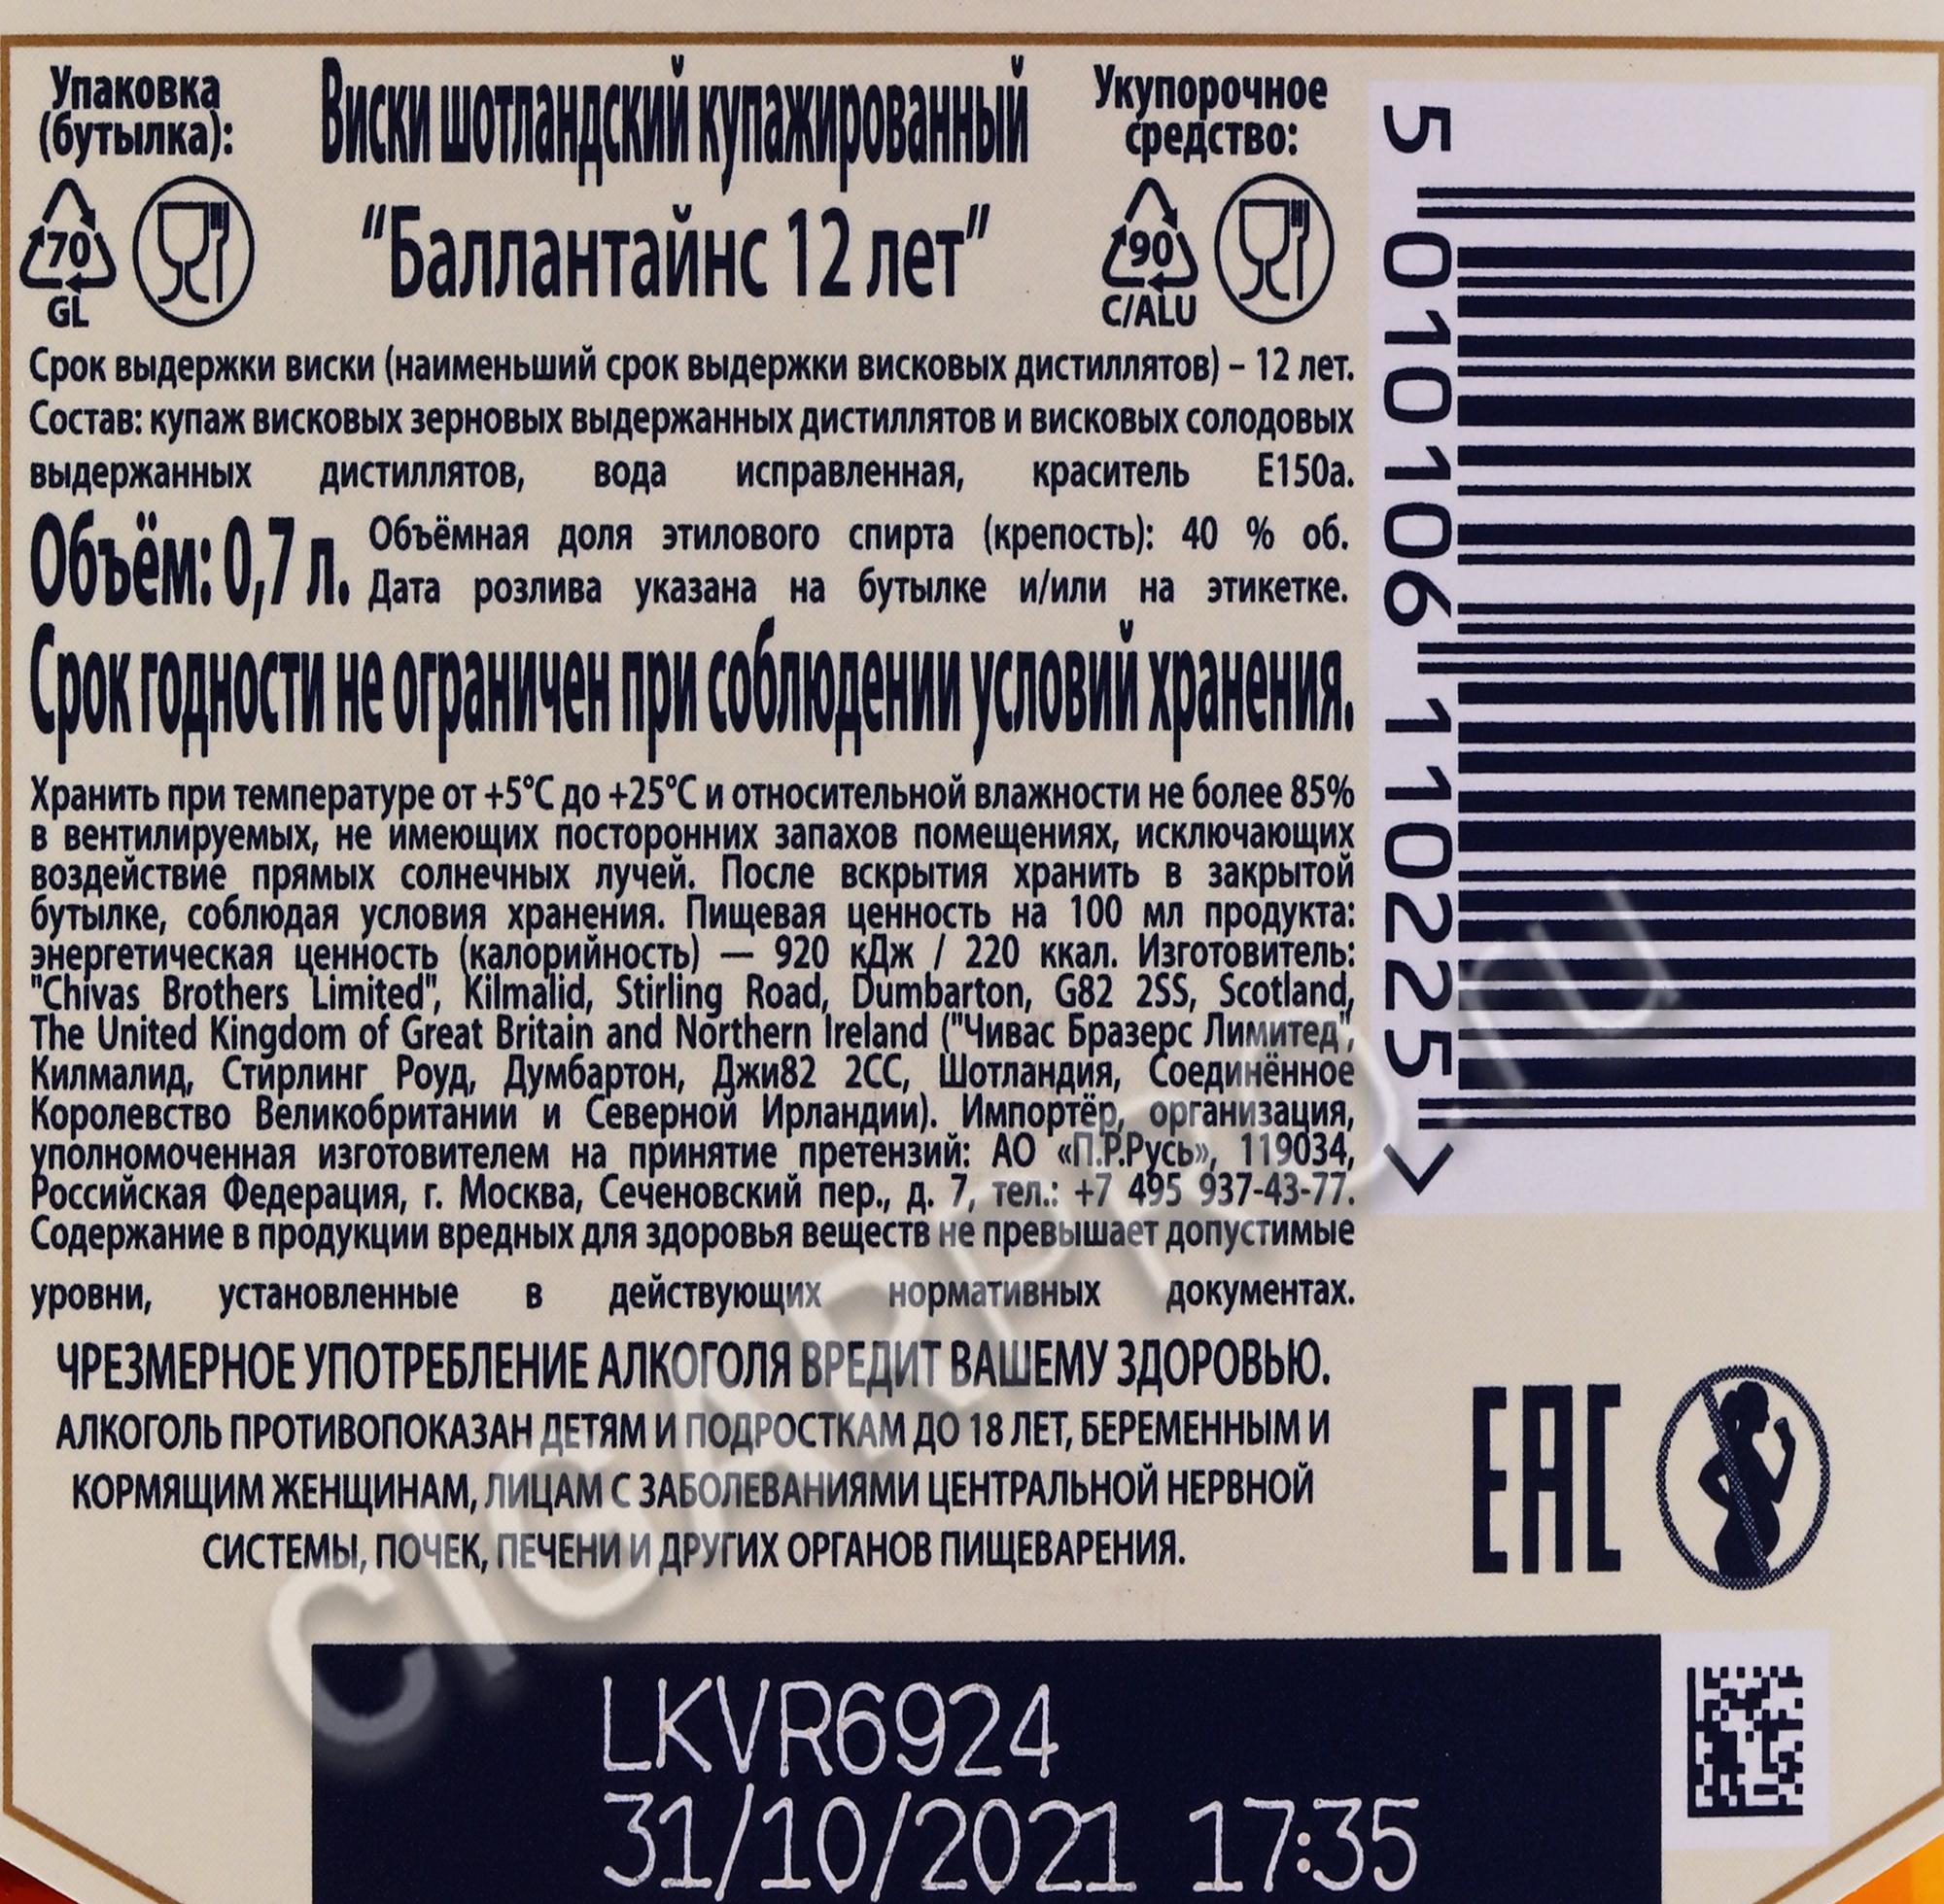 Упаковка
(бутылка):
70
GL
Виски шотландский купажированный
“Баллантайнс 12 лет”
Укупорочное
средство:
90
C/ALU
Срок выдержки виски (наименьший срок выдержки висковых дистиллятов) – 12 лет.
Состав: купаж висковых зерновых выдержанных дистиллятов и висковых солодовых
выдержанных дистиллятов, вода исправленная, краситель Е150а.
Объём: 0,7 л.
Объёмная доля этилового спирта (крепость): 40 % об.
Дата розлива указана на бутылке и/или на этикетке.
Срок годности не ограничен при соблюдении условий хранения.
Хранить при температуре от +5°С до +25°С и относительной влажности не более 85%
в вентилируемых, не имеющих посторонних запахов помещениях, исключающих
воздействие прямых солнечных лучей. После вскрытия хранить в закрытой
бутылке, соблюдая условия хранения. Пищевая ценность на 100 мл продукта:
энергетическая ценность (калорийность) — 920 кДж / 220 ккал. Изготовитель:
"Chivas Brothers Limited", Kilmalid, Stirling Road, Dumbarton, G82 2SS, Scotland,
The United Kingdom of Great Britain and Northern Ireland ("Чивас Бразерс Лимитед",
Килмалид, Стирлинг Роуд, Думбартон, Джи82 2СС, Шотландия, Соединённое
Королевство Великобритании и Северной Ирландии). Импортёр, организация,
уполномоченная изготовителем на принятие претензий: АО «П.Р.Русь», 119034,
Российская Федерация, г. Москва, Сеченовский пер., д. 7, тел.: +7 495 937-43-77.
Содержание в продукции вредных для здоровья веществ не превышает допустимые
уровни, установленные в действующих нормативных документах.
ЧРЕЗМЕРНОЕ УПОТРЕБЛЕНИЕ АЛКОГОЛЯ ВРЕДИТ ВАШЕМУ ЗДОРОВЬЮ.
АЛКОГОЛЬ ПРОТИВОПОКАЗАН ДЕТЯМ И ПОДРОСТКАМ ДО 18 ЛЕТ, БЕРЕМЕННЫМ И
КОРМЯЩИМ ЖЕНЩИНАМ, ЛИЦАМ С ЗАБОЛЕВАНИЯМИ ЦЕНТРАЛЬНОЙ НЕРВНОЙ
СИСТЕМЫ, ПОЧЕК, ПЕЧЕНИ И ДРУГИХ ОРГАНОВ ПИЩЕВАРЕНИЯ.
5 010106 110225 >
EAC
LKVR6924
31/10/2021 17:35
CIGARPRO.ru